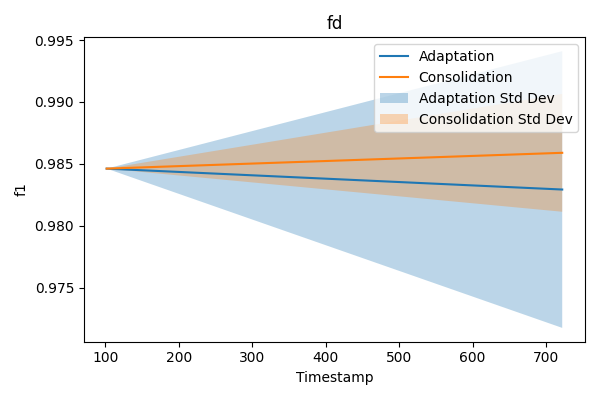 fd
0.995
0.990
0.985
0.980
0.975
f1
Adaptation
Consolidation
Adaptation Std Dev
Consolidation Std Dev
100 200 300 400 500 600 700
Timestamp